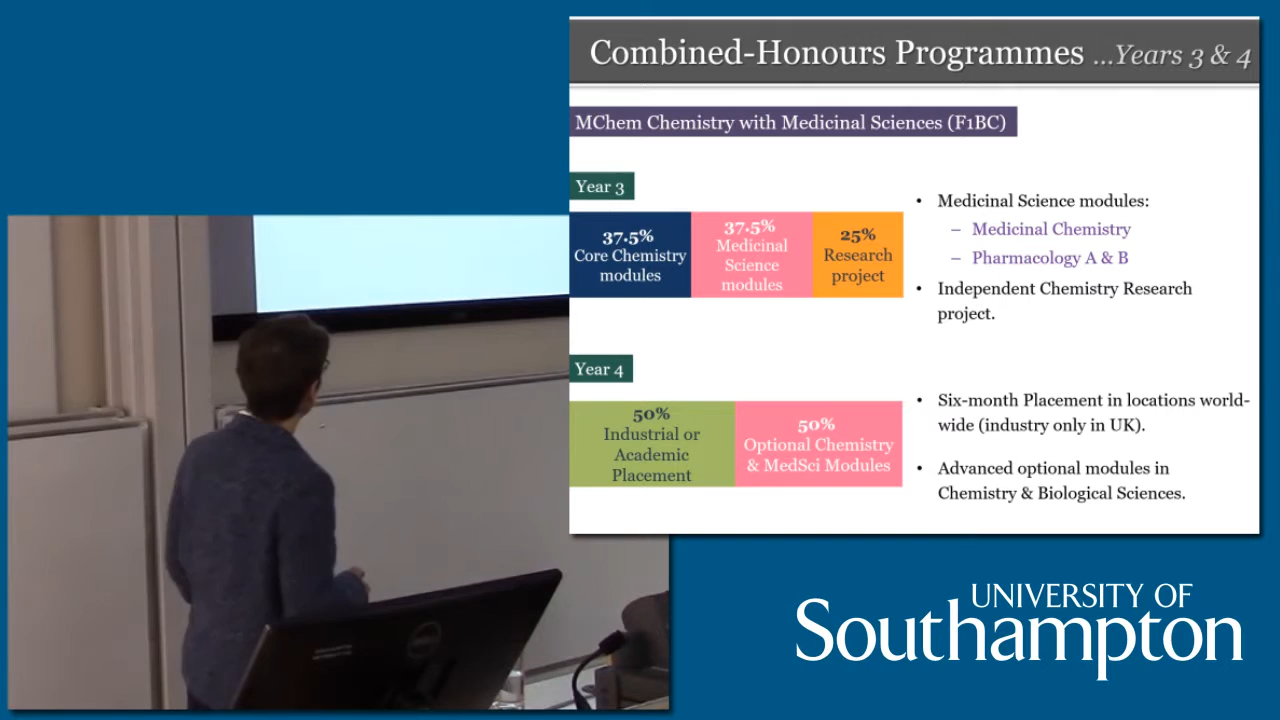 Combined-Honours Programmes ...Years 3 & 4
MChem Chemistry with Medicinal Sciences (F1BC)
Year 3
37.5%
Core Chemistry
modules
37.5%
Medicinal
Science
modules
25%
Research
project
• Medicinal Science modules:
– Medicinal Chemistry
– Pharmacology A & B
• Independent Chemistry Research
project.
Year 4
50%
Industrial or
Academic
Placement
50%
Optional Chemistry
& MedSci Modules
• Six-month Placement in locations world-
wide (industry only in UK).
• Advanced optional modules in
Chemistry & Biological Sciences.
DELL
UNIVERSITY OF
Southampton